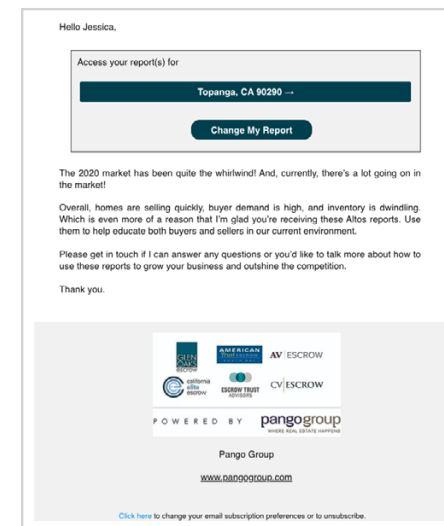 Hello Jessica,
Access your report(s) for
Topanga, CA 90290 →
Change My Report
The 2020 market has been quite the whirlwind! And, currently, there's a lot going on in
the market!
Overall, homes are selling quickly, buyer demand is high, and inventory is dwindling.
Which is even more of a reason that I'm glad you're receiving these Altos reports. Use
them to help educate both buyers and sellers in our current environment.
Please get in touch if I can answer any questions or you'd like to talk more about how to
use these reports to grow your business and outshine the competition.
Thank you.
GLEN OAKS ESCROW
AMERICAN Trust ESCROW
AV ESCROW
california elite escrow
ESCROW TRUST ADVISORS
CV ESCROW
POWERED BY pangogroup
WHERE REAL ESTATE HAPPENS
Pango Group
www.pangogroup.com
Click here to change your email subscription preferences or to unsubscribe.